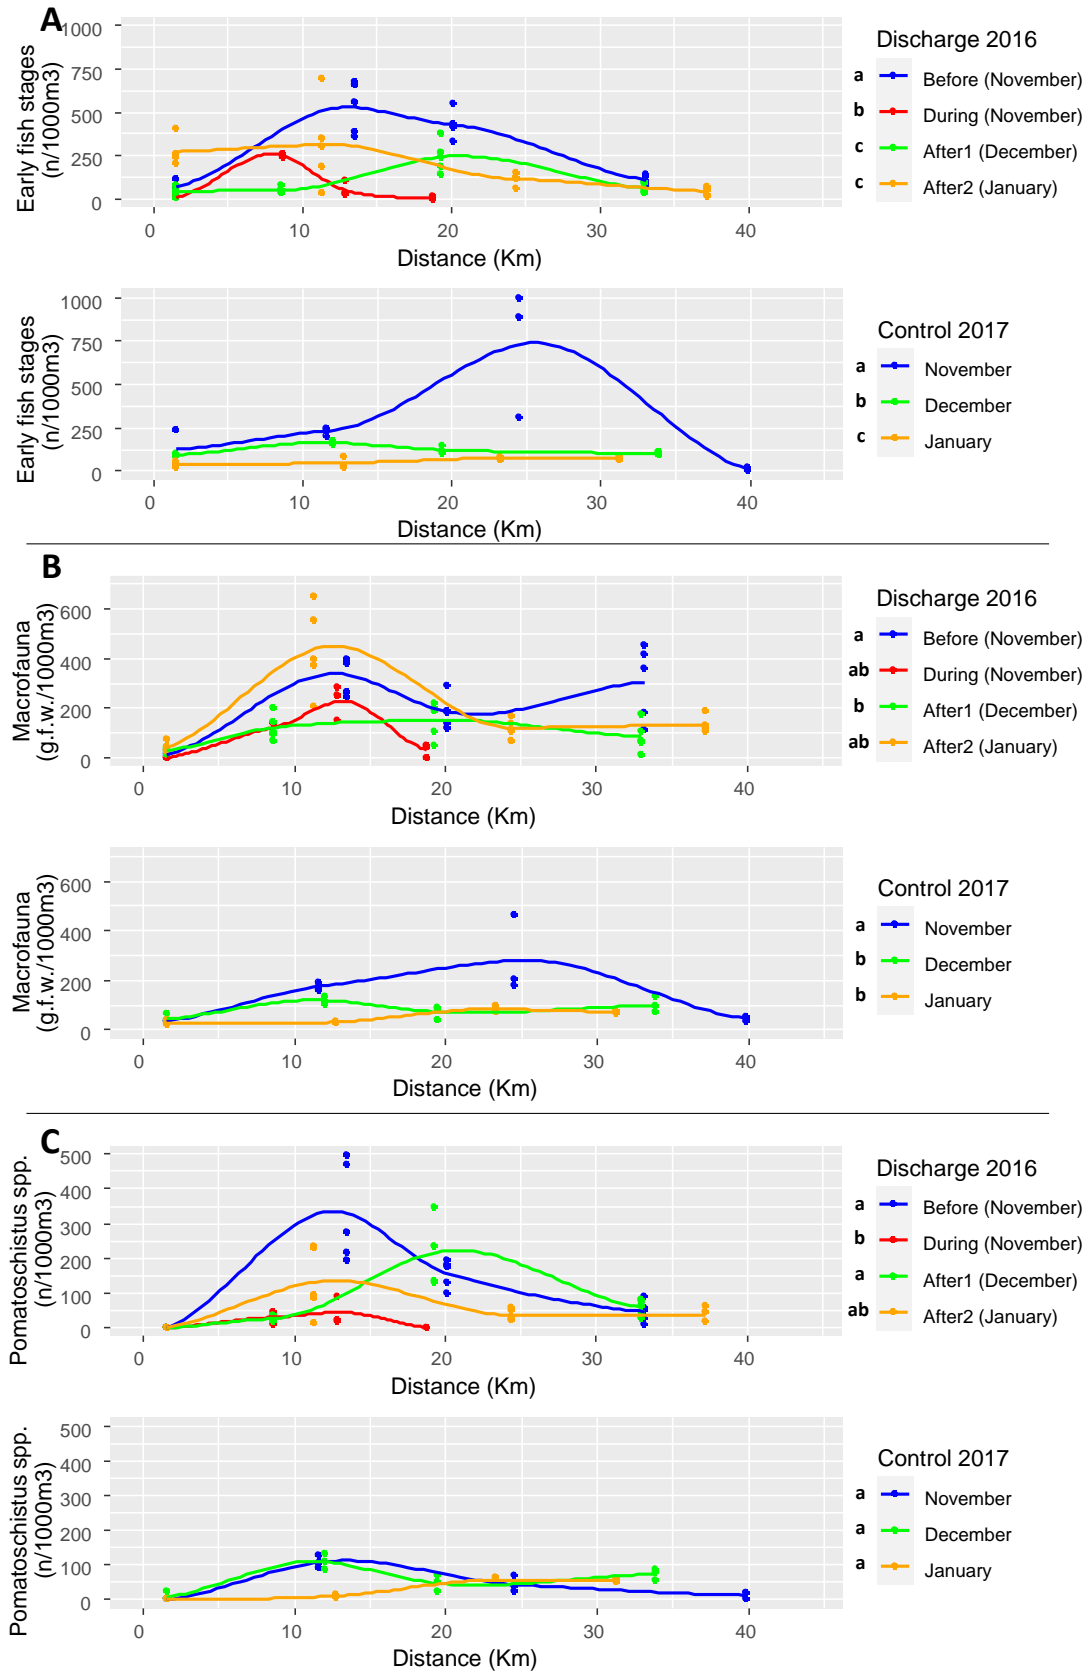 A
Early fish stages
(n/1000m3)
1000
750
500
250
0
0 10 20 30 40
Distance (Km)
Discharge 2016
a Before (November)
b During (November)
c After1 (December)
c After2 (January)
Early fish stages
(n/1000m3)
1000
750
500
250
0
0 10 20 30 40
Distance (Km)
Control 2017
a November
b December
c January
B
Macrofauna
(g.f.w./1000m3)
600
400
200
0
0 10 20 30 40
Distance (Km)
Discharge 2016
a Before (November)
ab During (November)
b After1 (December)
ab After2 (January)
Macrofauna
(g.f.w./1000m3)
600
400
200
0
0 10 20 30 40
Distance (Km)
Control 2017
a November
b December
b January
C
Pomatoschistus spp.
(n/1000m3)
500
400
300
200
100
0
0 10 20 30 40
Distance (Km)
Discharge 2016
a Before (November)
b During (November)
a After1 (December)
ab After2 (January)
Pomatoschistus spp.
(n/1000m3)
500
400
300
200
100
0
0 10 20 30 40
Distance (Km)
Control 2017
a November
a December
a January